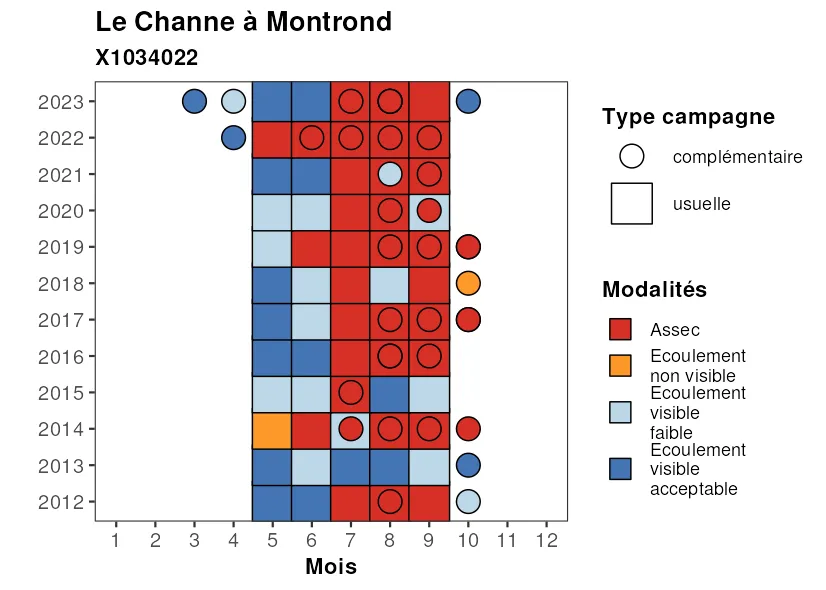 Le Channe à Montrond
X1034022
2023
2022
2021
2020
2019
2018
2017
2016
2015
2014
2013
2012
1 2 3 4 5 6 7 8 9 10 11 12
Mois
Type campagne
complémentaire
usuelle
Modalités
Assec
Ecoulement
non visible
Ecoulement
visible
faible
Ecoulement
visible
acceptable